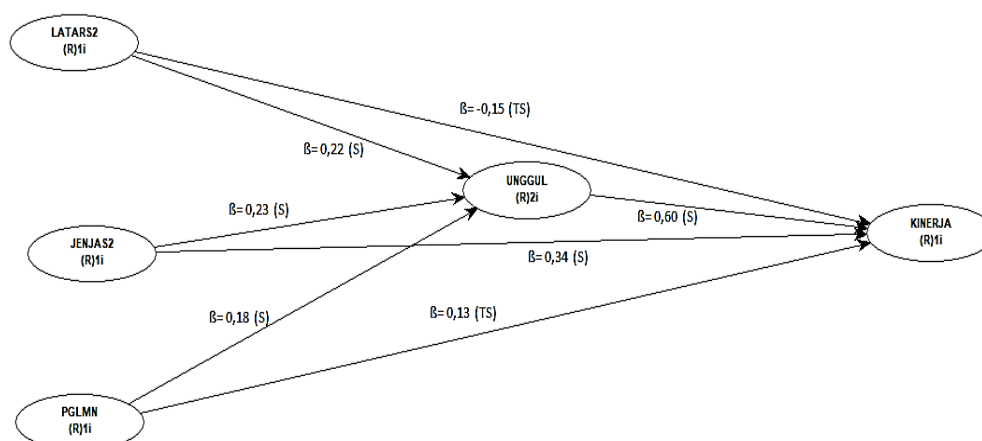 LATARS2
(R)1i
ß= -0,15 (TS)
ß= 0,22 (S)
UNGGUL
(R)2i
ß= 0,23 (S)
ß= 0,60 (S)
KINERJA
(R)1i
JENJAS2
(R)1i
ß= 0,34 (S)
ß= 0,18 (S)
ß= 0,13 (TS)
PGLMN
(R)1i